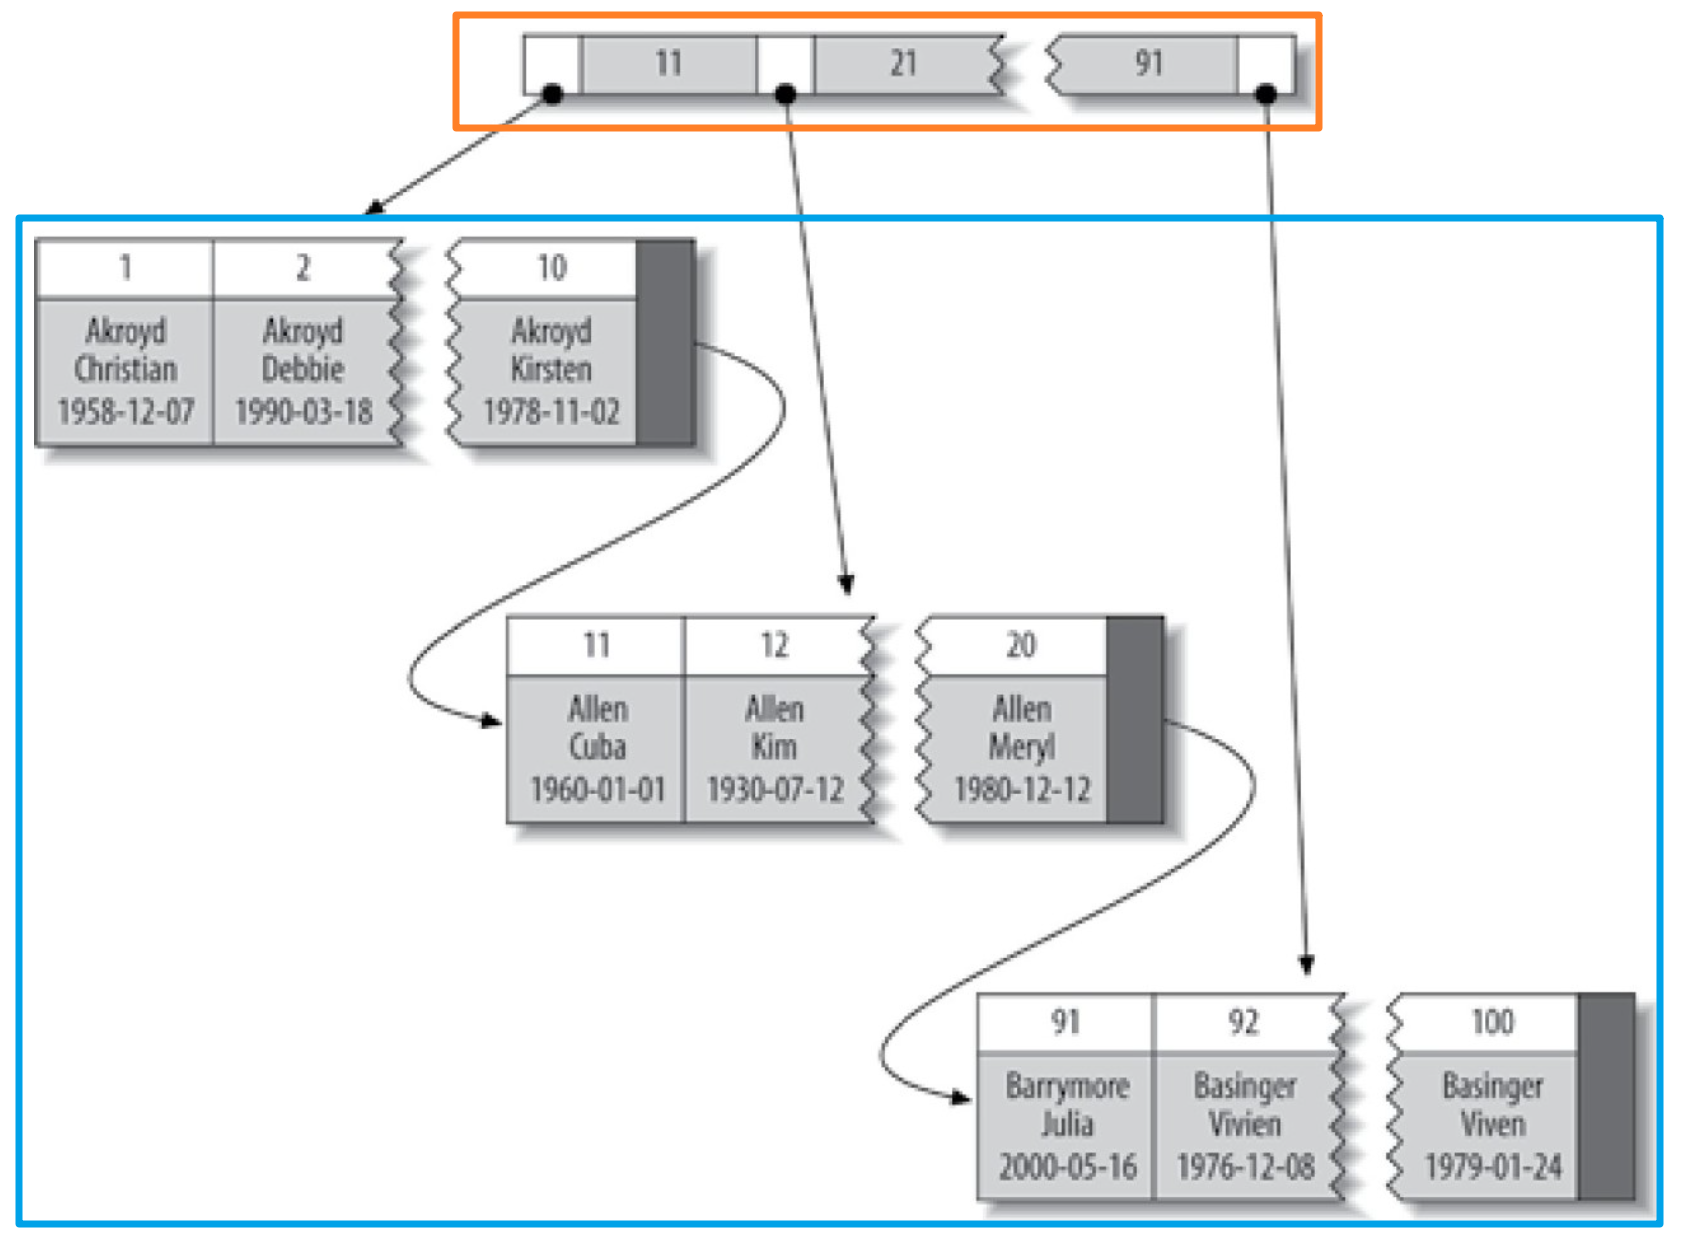 11 21 91
1 2 10
Akroyd Akroyd Akroyd
Christian Debbie Kirsten
1958-12-07 1990-03-18 1978-11-02
11 12 20
Allen Allen Allen
Cuba Kim Meryl
1960-01-01 1930-07-12 1980-12-12
91 92 100
Barrymore Basinger Basinger
Julia Vivien Viven
2000-05-16 1976-12-08 1979-01-24